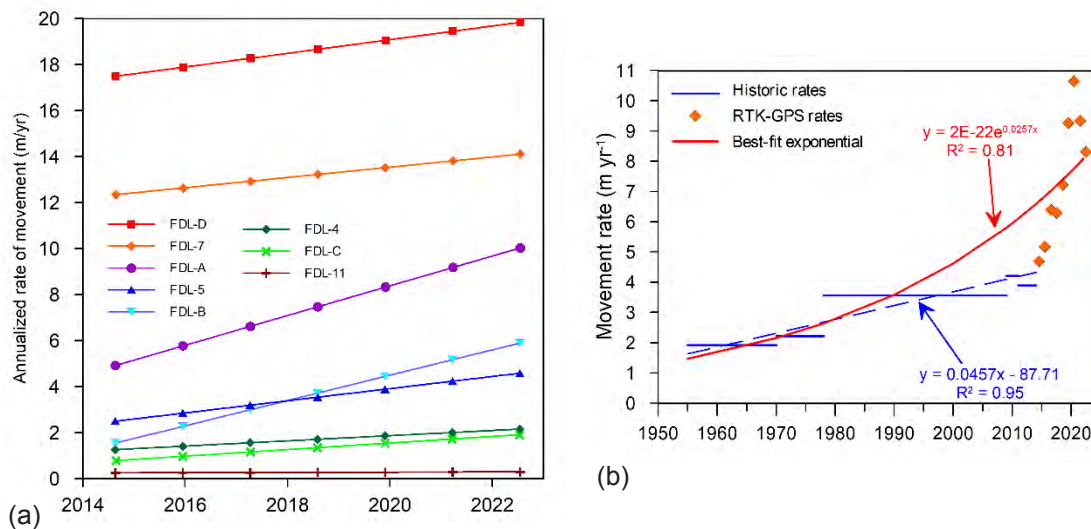 20
18
16
14
12
10
8
6
4
2
0
Annualized rate of movement (m/yr)
FDL-D
FDL-7
FDL-A
FDL-5
FDL-B
FDL-4
FDL-C
FDL-11
2014 2016 2018 2020 2022
(a)
11
10
9
8
7
6
5
4
3
2
1
0
Movement rate (m yr⁻¹)
Historic rates
RTK-GPS rates
Best-fit exponential
y = 2E-22e^0.0257x
R² = 0.81
y = 0.0457x - 87.71
R² = 0.95
1950 1960 1970 1980 1990 2000 2010 2020
(b)